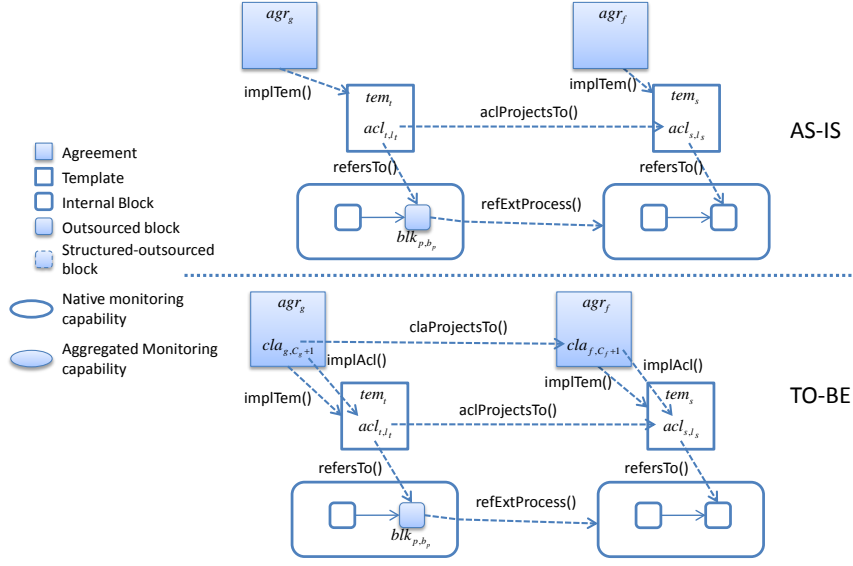 agr_g
agr_f
implTem()
implTem()
tem_t
tem_s
aclProjectsTo()
AS-IS
acl_{t,l_t}
acl_{s,l_s}
Agreement
Template
Internal Block
Outsourced block
Structured-outsourced
block
refersTo()
refersTo()
refExtProcess()
blk_{p,b_p}
Native monitoring
capability
Aggregated Monitoring
capability
agr_g
agr_f
claProjectsTo()
cla_{g,C_g+1}
cla_{f,C_f+1}
implAcl()
implAcl()
implTem()
implTem()
tem_t
tem_s
aclProjectsTo()
TO-BE
acl_{t,l_t}
acl_{s,l_s}
refersTo()
refersTo()
refExtProcess()
blk_{p,b_p}